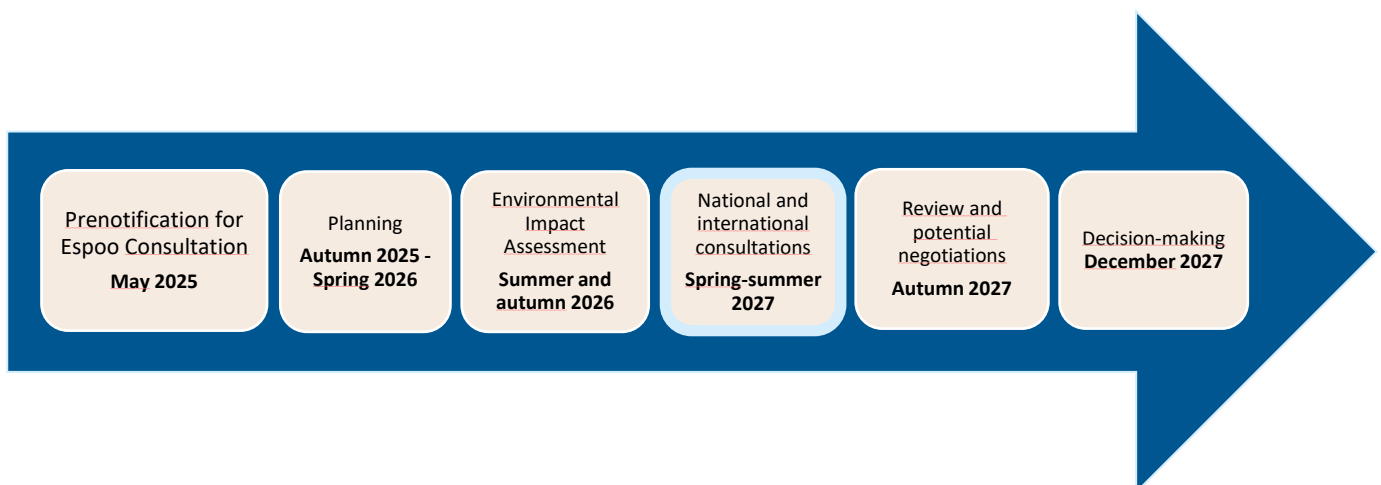 Prenotification for
Espoo Consultation
May 2025
Planning
Autumn 2025 -
Spring 2026
Environmental
Impact
Assessment
Summer and
autumn 2026
National and
international
consultations
Spring-summer
2027
Review and
potential
negotiations
Autumn 2027
Decision-making
December 2027